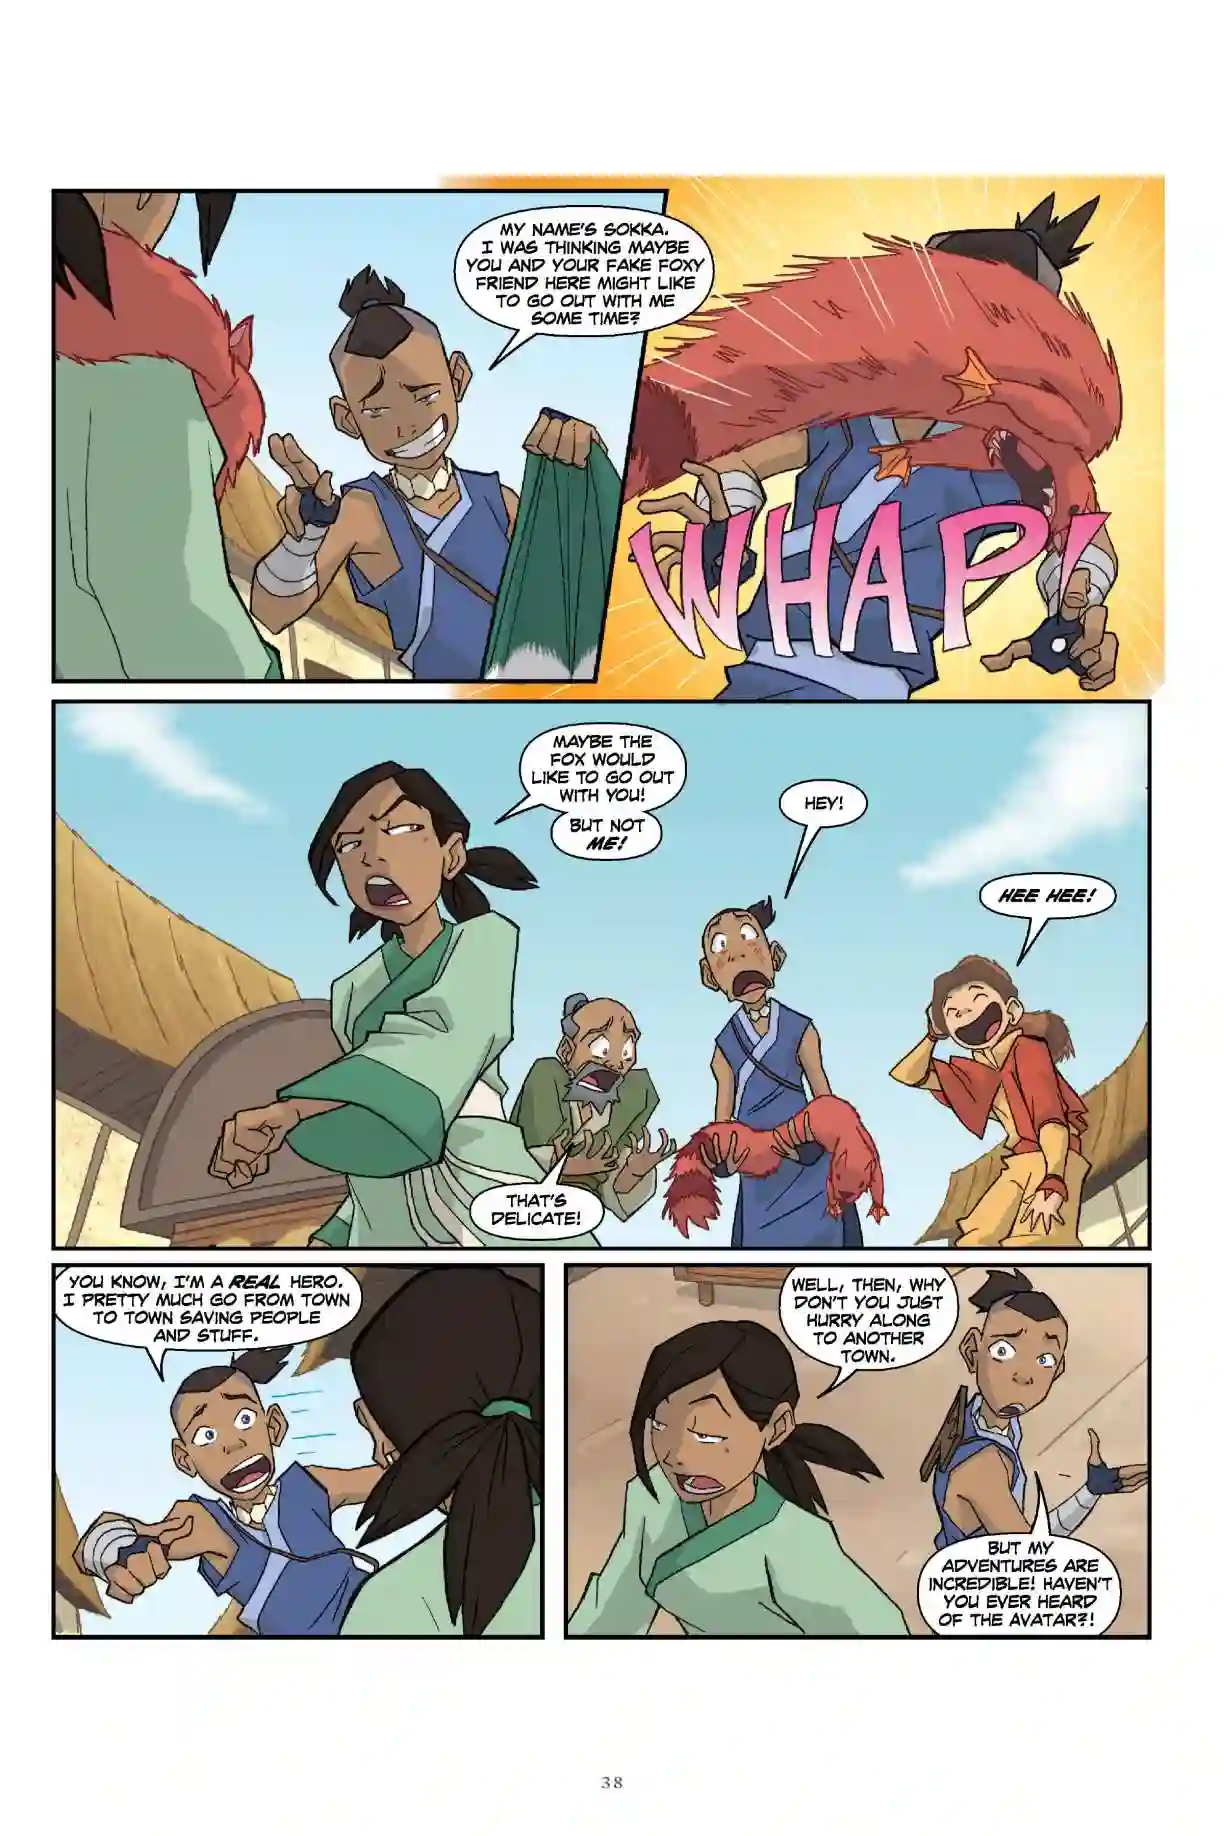 MY NAME'S SOKKA.
I WAS THINKING MAYBE
YOU AND YOUR FAKE FOXY
FRIEND HERE MIGHT LIKE
TO GO OUT WITH ME
SOME TIME?
WHAP!
MAYBE THE
FOX WOULD
LIKE TO GO OUT
WITH YOU!
BUT NOT
ME!
HEY!
HEE HEE!
THAT'S
DELICATE!
YOU KNOW, I'M A REAL HERO.
I PRETTY MUCH GO FROM TOWN
TO TOWN SAVING PEOPLE
AND STUFF.
WELL, THEN, WHY
DON'T YOU JUST
HURRY ALONG
TO ANOTHER
TOWN.
BUT MY
ADVENTURES ARE
INCREDIBLE! HAVEN'T
YOU EVER HEARD
OF THE AVATAR?!
38